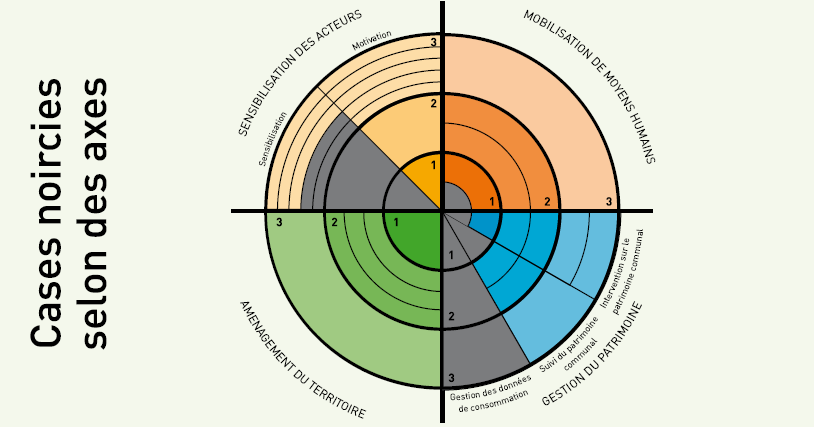 Cases noircies
selon des axes
SENSIBILISATION DES ACTEURS
Motivation
Sensibilisation
MOBILISATION DE MOYENS HUMAINS
3
2
1
1
2
3
3
2
1
1
2
3
Intervention sur le
patrimoine communal
Suivi du patrimoine
communal
GESTION DU PATRIMOINE
Gestion des données
de consommation
AMENAGEMENT DU TERRITOIRE